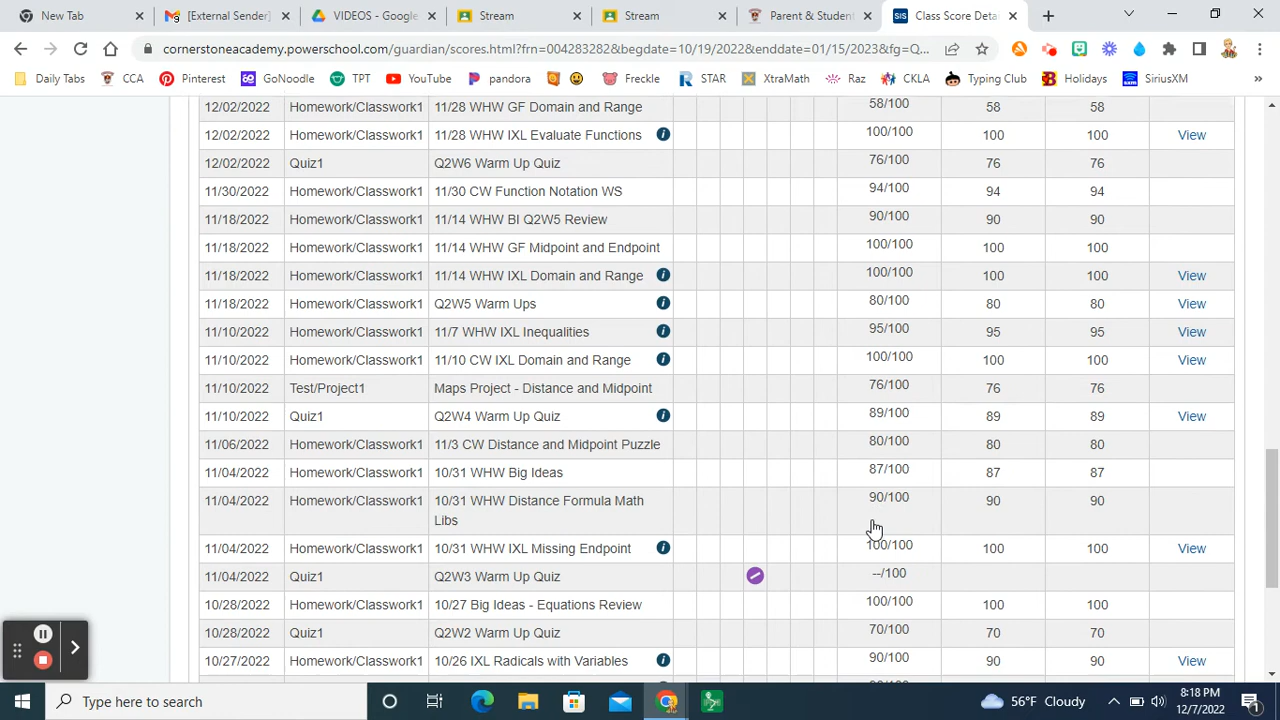 New Tab
[External Sender]
VIDEOS - Google
Stream
Stream
Parent & Studen
Class Score Deta
cornerstoneacademy.powerschool.com/guardian/scores.html?frn=004283282&begdate=10/19/2022&enddate=01/15/2023&fg=Q...
Daily Tabs CCA Pinterest GoNoodle TPT YouTube pandora Freckle STAR XtraMath Raz CKLA Typing Club Holidays SiriusXM »
12/02/2022 Homework/Classwork1 11/28 WHW GF Domain and Range 58/100 58 58
12/02/2022 Homework/Classwork1 11/28 WHW IXL Evaluate Functions 100/100 100 100 View
12/02/2022 Quiz1 Q2W6 Warm Up Quiz 76/100 76 76
11/30/2022 Homework/Classwork1 11/30 CW Function Notation WS 94/100 94 94
11/18/2022 Homework/Classwork1 11/14 WHW BI Q2W5 Review 90/100 90 90
11/18/2022 Homework/Classwork1 11/14 WHW GF Midpoint and Endpoint 100/100 100 100
11/18/2022 Homework/Classwork1 11/14 WHW IXL Domain and Range 100/100 100 100 View
11/18/2022 Homework/Classwork1 Q2W5 Warm Ups 80/100 80 80 View
11/10/2022 Homework/Classwork1 11/7 WHW IXL Inequalities 95/100 95 95 View
11/10/2022 Homework/Classwork1 11/10 CW IXL Domain and Range 100/100 100 100 View
11/10/2022 Test/Project1 Maps Project - Distance and Midpoint 76/100 76 76
11/10/2022 Quiz1 Q2W4 Warm Up Quiz 89/100 89 89 View
11/06/2022 Homework/Classwork1 11/3 CW Distance and Midpoint Puzzle 80/100 80 80
11/04/2022 Homework/Classwork1 10/31 WHW Big Ideas 87/100 87 87
11/04/2022 Homework/Classwork1 10/31 WHW Distance Formula Math 90/100 90 90
Libs
11/04/2022 Homework/Classwork1 10/31 WHW IXL Missing Endpoint 100/100 100 100 View
11/04/2022 Quiz1 Q2W3 Warm Up Quiz --/100
10/28/2022 Homework/Classwork1 10/27 Big Ideas - Equations Review 100/100 100 100
10/28/2022 Quiz1 Q2W2 Warm Up Quiz 70/100 70 70
10/27/2022 Homework/Classwork1 10/26 IXL Radicals with Variables 90/100 90 90 View
Type here to search
56°F Cloudy
8:18 PM
12/7/2022